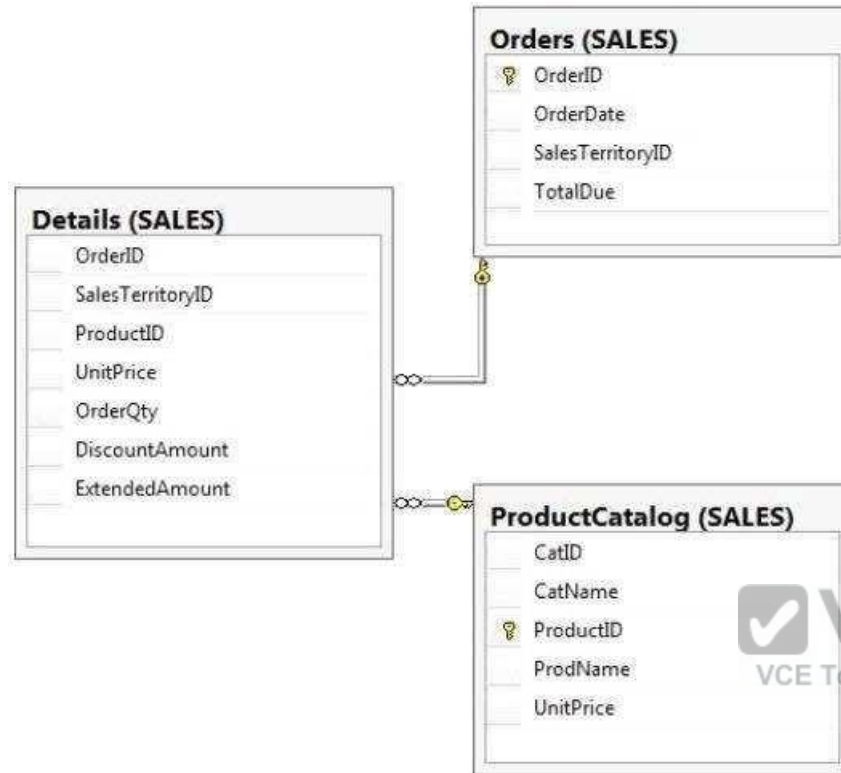 Orders (SALES)
OrderID
OrderDate
SalesTerritoryID
TotalDue
Details (SALES)
OrderID
SalesTerritoryID
ProductID
UnitPrice
OrderQty
DiscountAmount
ExtendedAmount
ProductCatalog (SALES)
CatID
CatName
ProductID
ProdName
UnitPrice
V
VCE